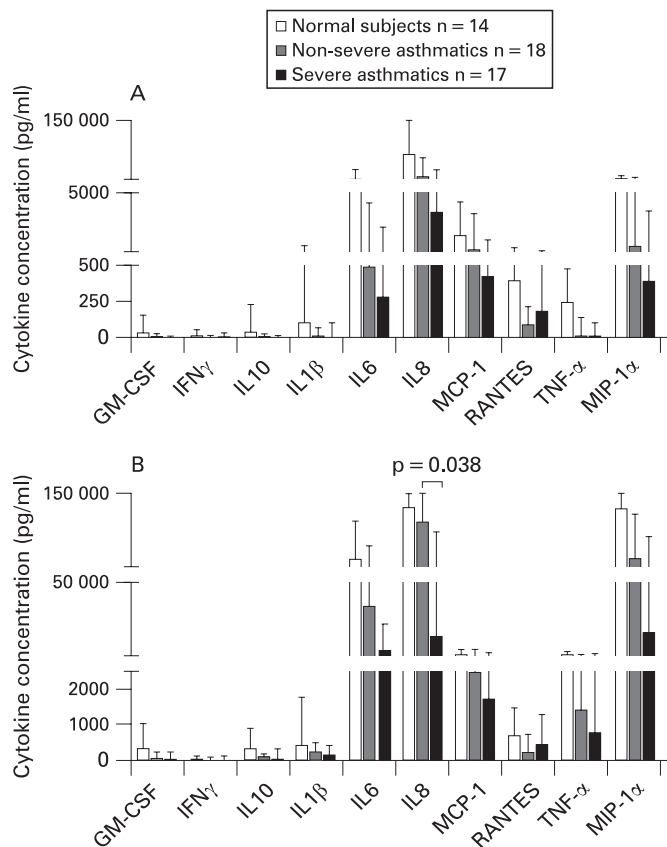 Normal subjects n = 14
Non-severe asthmatics n = 18
Severe asthmatics n = 17
A
Cytokine concentration (pg/ml)
150 000
5000
500
250
0
GM-CSF
IFNγ
IL10
IL1β
IL6
IL8
MCP-1
RANTES
TNF-α
MIP-1α
B
p = 0.038
Cytokine concentration (pg/ml)
150 000
50 000
2000
1000
0
GM-CSF
IFNγ
IL10
IL1β
IL6
IL8
MCP-1
RANTES
TNF-α
MIP-1α